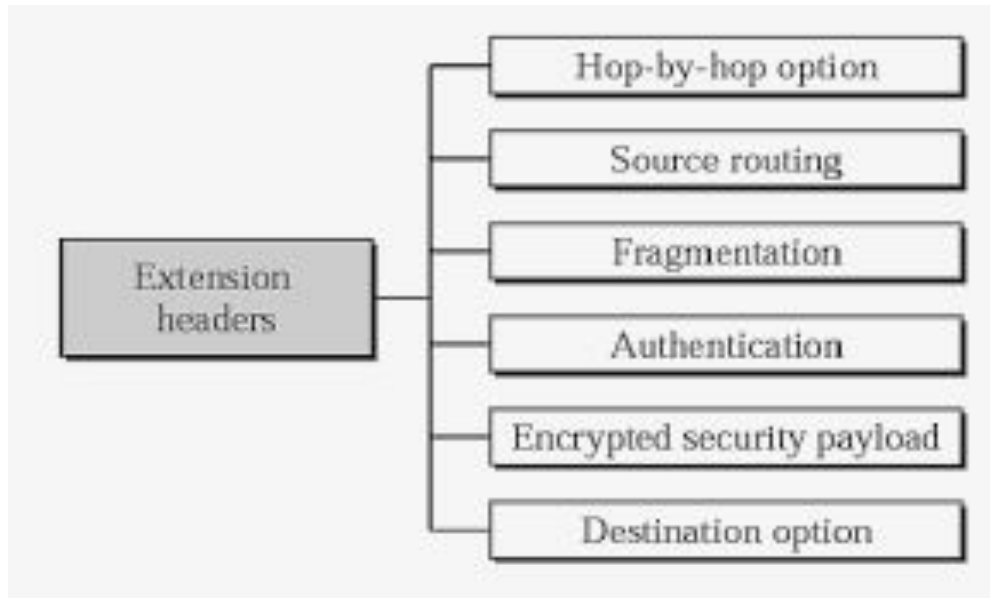 Hop-by-hop option
Source routing
Fragmentation
Extension
headers
Authentication
Encrypted security payload
Destination option